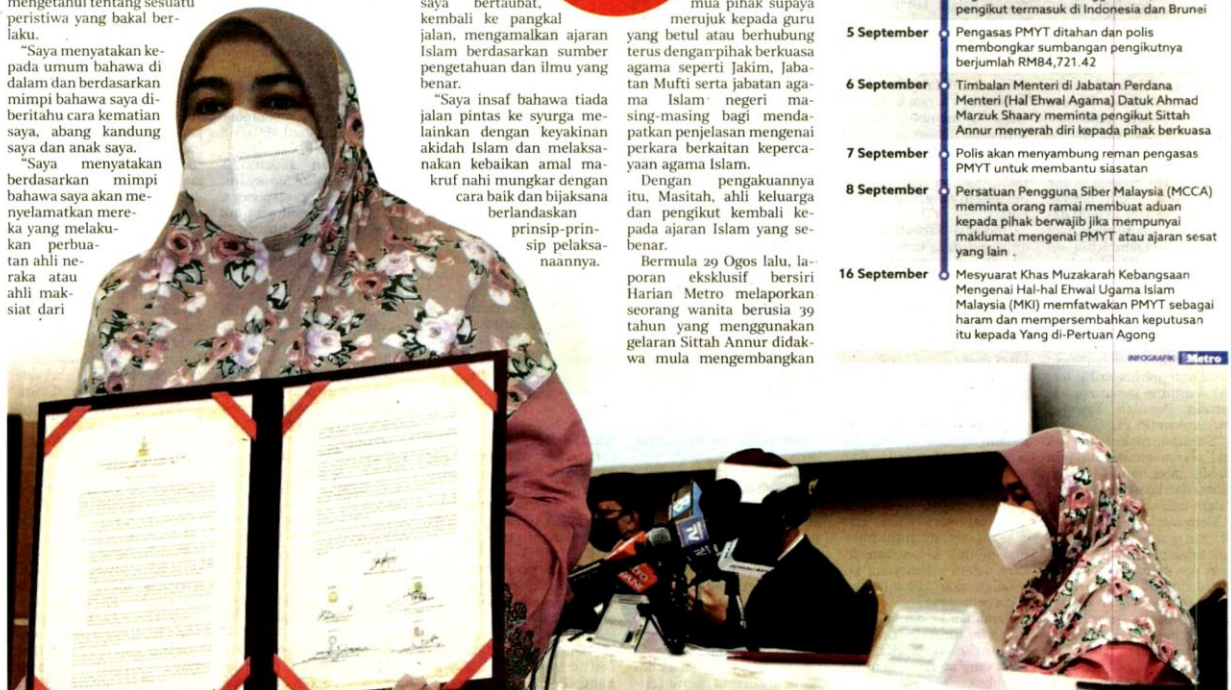 mengetahui tentang sesuatu
peristiwa yang bakal ber-
laku.
"Saya menyatakan ke-
pada umum bahawa di
dalam dan berdasarkan
mimpi bahawa saya di-
beritahu cara kematian
saya, abang kandung
saya dan anak saya.
"Saya menyatakan
berdasarkan mimpi
bahawa saya akan me-
nyelamatkan mere-
ka yang melaku-
kan perbua-
tan ahli ne-
raka atau
ahli mak-
siat dari
saya bertaubat,
kembali ke pangkal
jalan, mengamalkan ajaran
Islam berdasarkan sumber
pengetahuan dan ilmu yang
benar.
"Saya insaf bahawa tiada
jalan pintas ke syurga me-
lainkan dengan keyakinan
akidah Islam dan melaksa-
nakan kebaikan amal ma-
kruf nahi mungkar dengan
cara baik dan bijaksana
berlandaskan
prinsip-prin-
sip pelaksa-
naannya.
mua pihak supaya
merujuk kepada guru
yang betul atau berhubung
terus dengan pihak berkuasa
agama seperti Jakim, Jaba-
tan Mufti serta jabatan aga-
ma Islam negeri ma-
sing-masing bagi menda-
patkan penjelasan mengenai
perkara berkaitan keperca-
yaan agama Islam.
Dengan pengakuannya
itu, Masitah, ahli keluarga
dan pengikut kembali ke-
pada ajaran Islam yang se-
benar.
Bermula 29 Ogos lalu, la-
poran eksklusif bersiri
Harian Metro melaporkan
seorang wanita berusia 39
tahun yang menggunakan
gelaran Sittah Annur didak-
wa mula mengembangkan
pengikut termasuk di Indonesia dan Brunei
5 September Pengasas PMYT ditahan dan polis
membongkar sumbangan pengikutnya
berjumlah RM84,721.42
6 September Timbalan Menteri di Jabatan Perdana
Menteri (Hal Ehwal Agama) Datuk Ahmad
Marzuk Shaary meminta pengikut Sittah
Annur menyerah diri kepada pihak berkuasa
7 September Polis akan menyambung reman pengasas
PMYT untuk membantu siasatan
8 September Persatuan Pengguna Siber Malaysia (MCCA)
meminta orang ramai membuat aduan
kepada pihak berwajib jika mempunyai
maklumat mengenai PMYT atau ajaran sesat
yang lain
16 September Mesyuarat Khas Muzakarah Kebangsaan
Mengenai Hal-hal Ehwal Ugama Islam
Malaysia (MKI) memfatwakan PMYT sebagai
haram dan mempersembahkan keputusan
itu kepada Yang di-Pertuan Agong
INFOGRAFIK Metro